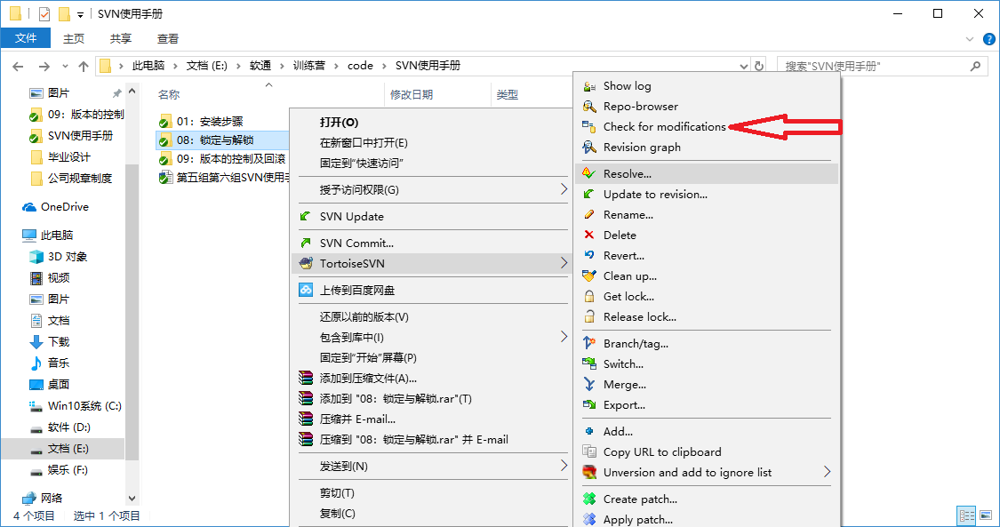 SVN使用手册
文件
主页
共享
查看
此电脑 › 文档 (E:) › 软通 › 训练营 › code › SVN使用手册
搜索"SVN使用手册"
图片
09：版本的控制
SVN使用手册
毕业设计
公司规章制度
OneDrive
此电脑
3D 对象
视频
图片
文档
下载
音乐
桌面
Win10系统 (C:)
软件 (D:)
文档 (E:)
娱乐 (F:)
网络
名称
修改日期
类型
01：安装步骤
08：锁定与解锁
09：版本的控制及回滚
第五组第六组SVN使用手
打开(O)
在新窗口中打开(E)
固定到"快速访问"
授予访问权限(G)
SVN Update
SVN Commit...
TortoiseSVN
上传到百度网盘
还原以前的版本(V)
包含到库中(I)
固定到"开始"屏幕(P)
添加到压缩文件(A)...
添加到 "08：锁定与解锁.rar"(T)
压缩并 E-mail...
压缩到 "08：锁定与解锁.rar" 并 E-mail
发送到(N)
剪切(T)
复制(C)
Show log
Repo-browser
Check for modifications
Revision graph
Resolve...
Update to revision...
Rename...
Delete
Revert...
Clean up...
Get lock...
Release lock...
Branch/tag...
Switch...
Merge...
Export...
Add...
Copy URL to clipboard
Unversion and add to ignore list
Create patch...
Apply patch...
4 个项目
选中 1 个项目